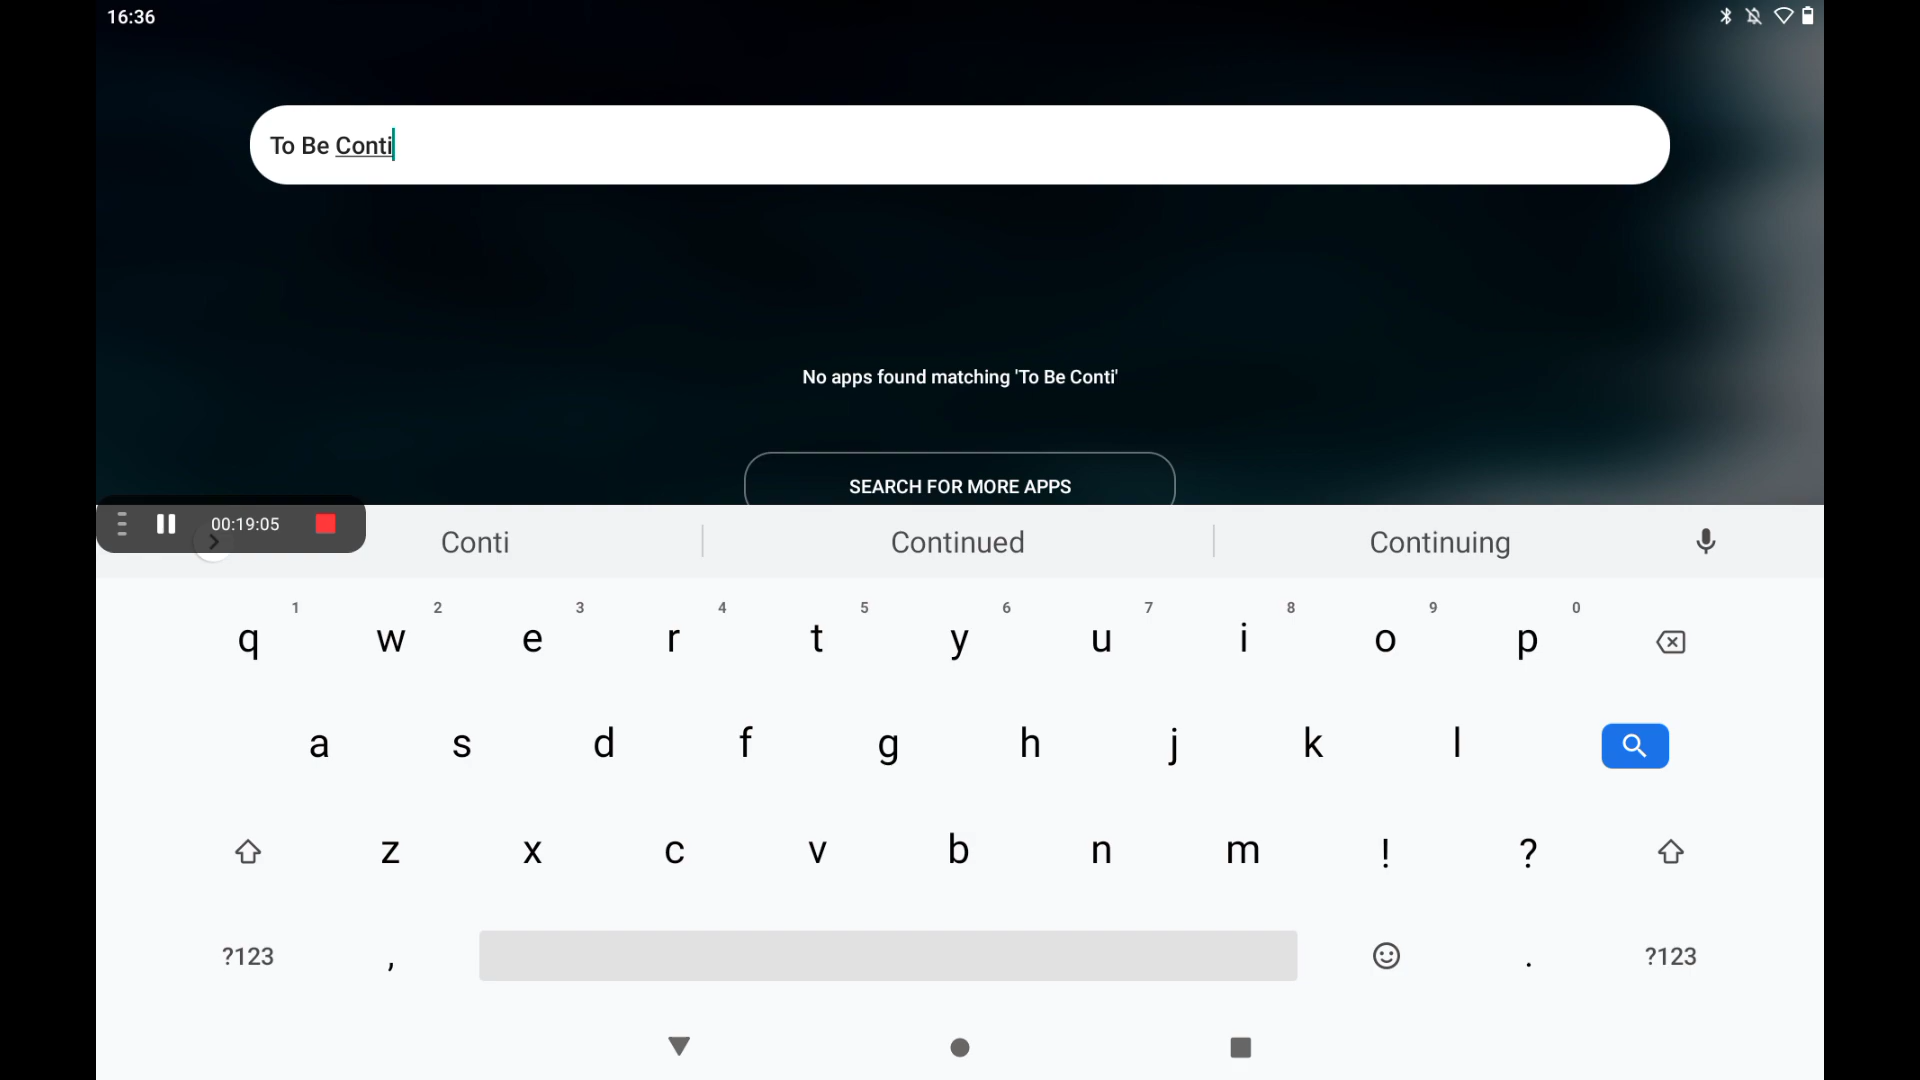 16:36
To Be Conti
No apps found matching 'To Be Conti'
SEARCH FOR MORE APPS
00:19:05
Conti Continued Continuing
1 2 3 4 5 6 7 8 9 0
q w e r t y u i o p
a s d f g h j k l
z x c v b n m ! ?
?123 , . ?123